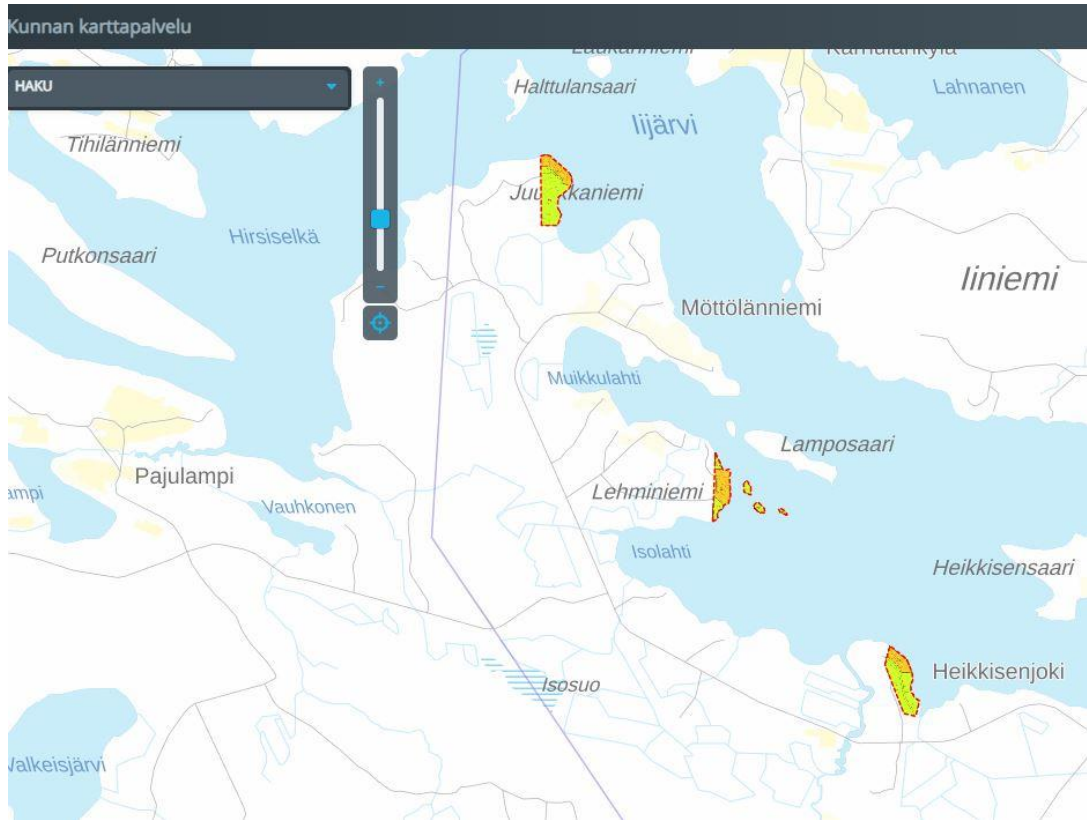 Kunnan karttapalvelu
HAKU
Halttulansaari
Lahnanen
Iijärvi
Tihilänniemi
Hirsiselkä
Putkonsaari
Iiniemi
Möttölänniemi
Muikkulahti
Lamposaari
Pajulampi
Lehminiemi
Vauhkonen
Isolahti
Heikkisensaari
Heikkisenjoki
Isosuo
Valkeisjärvi